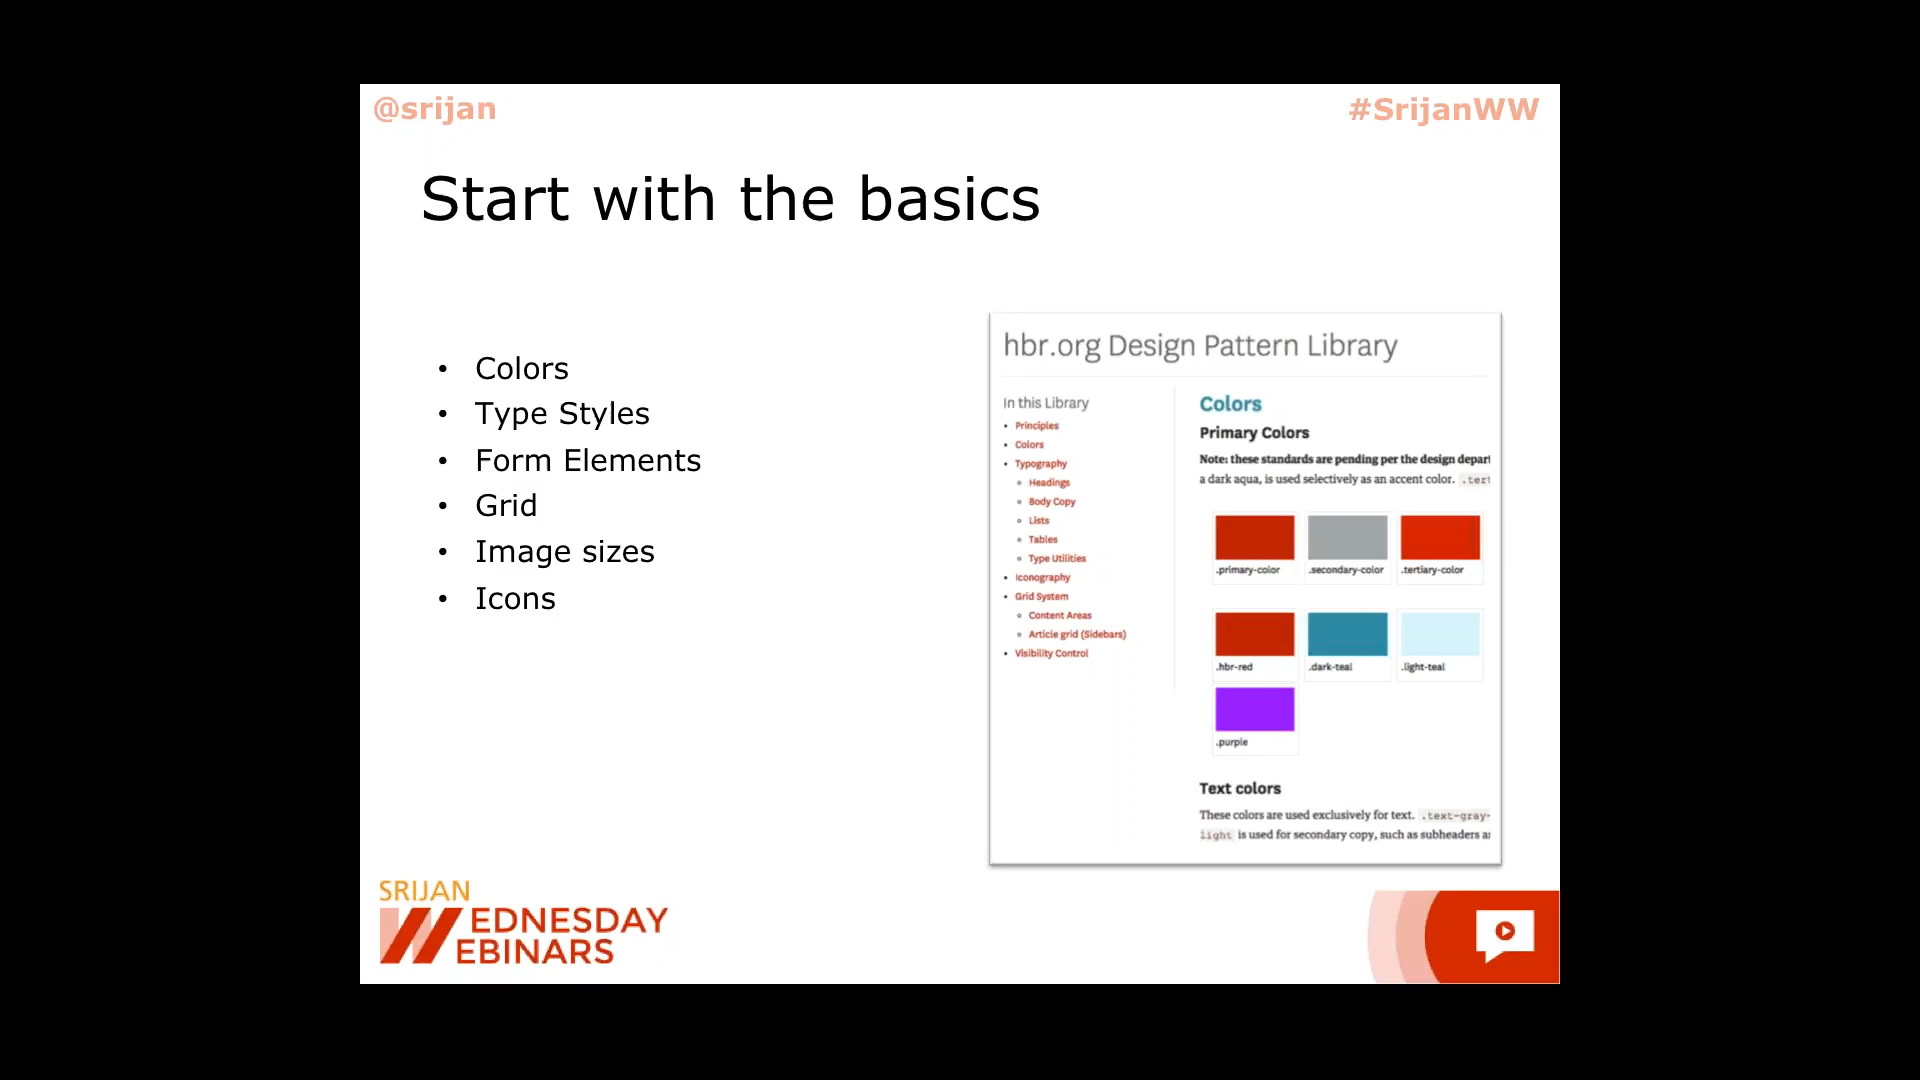 @srijan
#SrijanWW
Start with the basics
• Colors
• Type Styles
• Form Elements
• Grid
• Image sizes
• Icons
hbr.org Design Pattern Library
In this Library
Principles
Colors
Typography
Headings
Body Copy
Lists
Tables
Type Utilities
Iconography
Grid System
Content Areas
Article grid (Sidebars)
Visibility Control
Colors
Primary Colors
Note: these standards are pending per the design depart
a dark aqua, is used selectively as an accent color. .tert
.primary-color
.secondary-color
.tertiary-color
.hbr-red
.dark-teal
.light-teal
.purple
Text colors
These colors are used exclusively for text. .text-gray-
light is used for secondary copy, such as subheaders a
SRIJAN
WEDNESDAY
WEBINARS